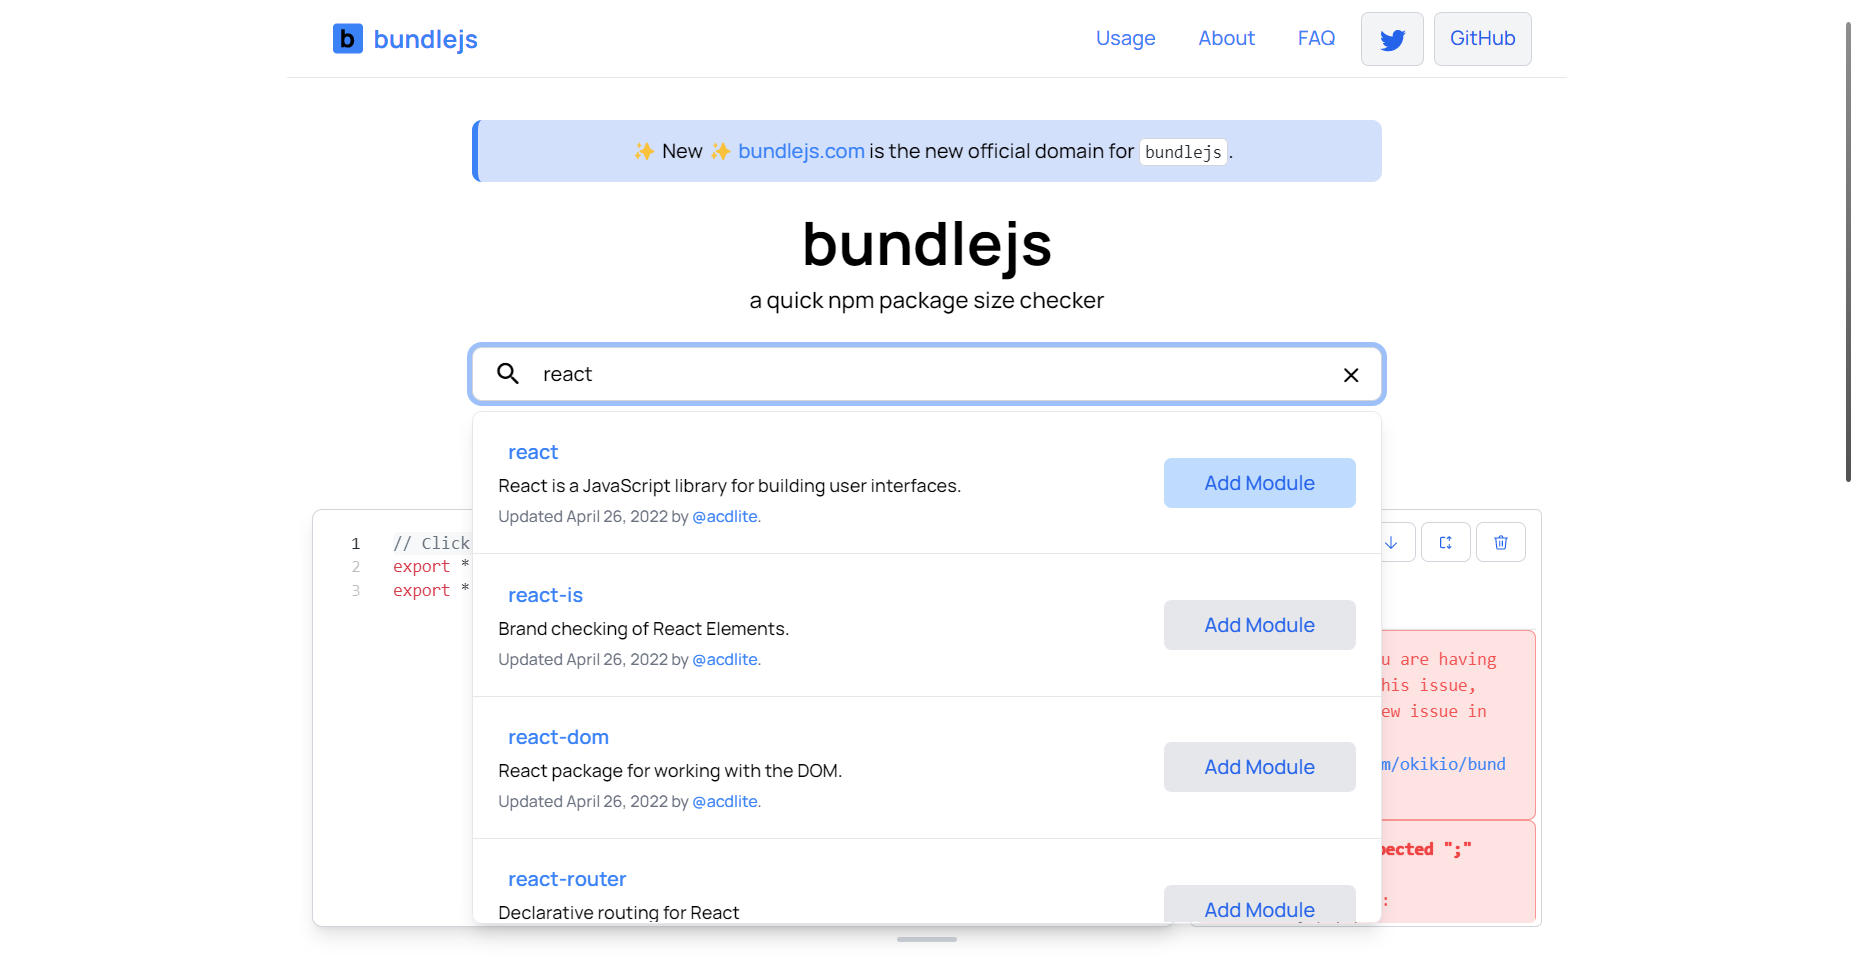 b bundlejs
Usage About FAQ GitHub
✨ New ✨ bundlejs.com is the new official domain for bundlejs.
bundlejs
a quick npm package size checker
react
react
React is a JavaScript library for building user interfaces.
Updated April 26, 2022 by @acdlite.
Add Module
react-is
Brand checking of React Elements.
Updated April 26, 2022 by @acdlite.
Add Module
react-dom
React package for working with the DOM.
Updated April 26, 2022 by @acdlite.
Add Module
react-router
Declarative routing for React
Add Module
1 // Click
2 export *
3 export *
u are having
his issue,
ew issue in
m/okikio/bund
pected ";"
: